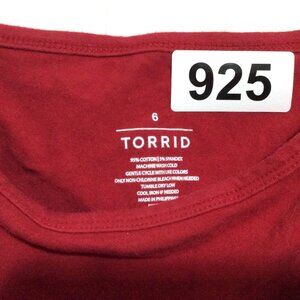 925
6
TORRID
95% COTTON | 5% SPANDEX
MACHINE WASH COLD
GENTLE CYCLE WITH LIKE COLORS
ONLY NON-CHLORINE BLEACH WHEN NEEDED
TUMBLE DRY LOW
COOL IRON IF NEEDED
MADE IN PHILIPPINES